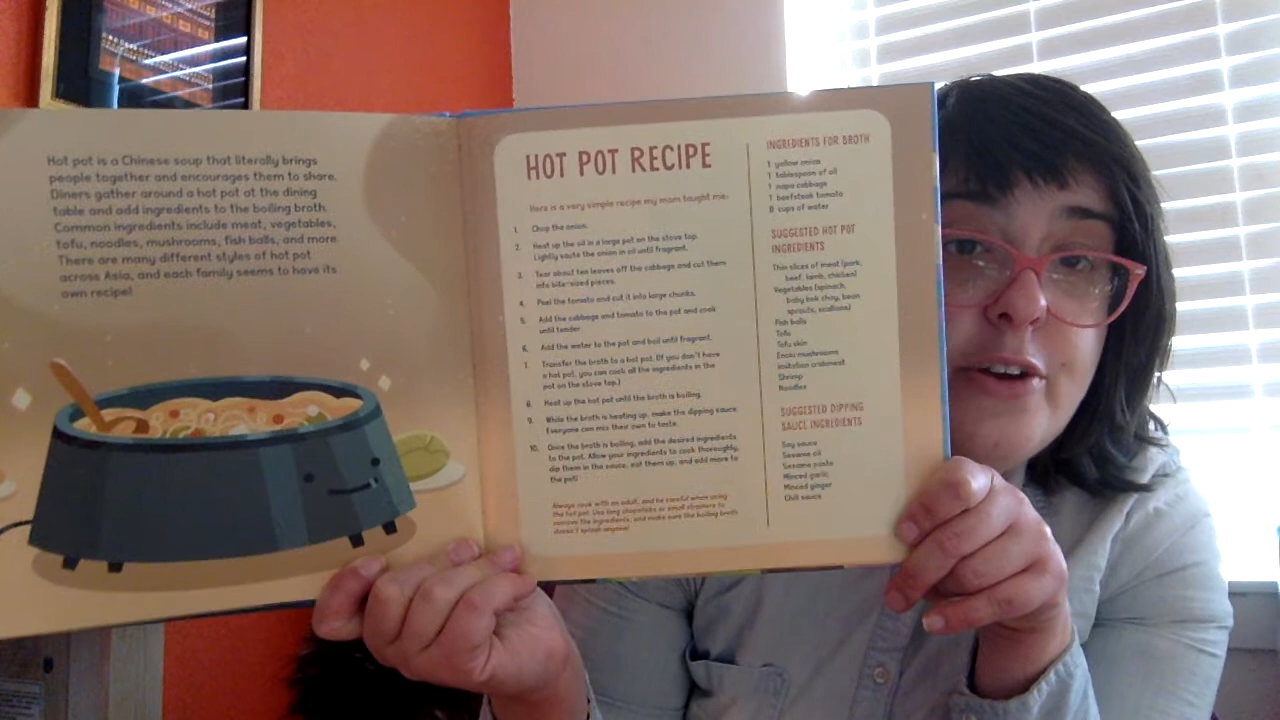 Hot pot is a Chinese soup that literally brings
people together and encourages them to share.
Diners gather around a hot pot at the dining
table and add ingredients to the boiling broth.
Common ingredients include meat, vegetables,
tofu, noodles, mushrooms, fish balls, and more.
There are many different styles of hot pot
across Asia, and each family seems to have its
own recipe!
HOT POT RECIPE
Here is a very simple recipe my mom taught me:
1. Chop the onion.
2. Heat up the oil in a large pot on the stove top.
Lightly saute the onion in oil until fragrant.
3. Tear about ten leaves off the cabbage and cut them
into bite-sized pieces.
4. Peel the tomato and cut it into large chunks.
5. Add the cabbage and tomato to the pot and cook
until tender.
6. Add the water to the pot and boil until fragrant.
7. Transfer the broth to a hot pot. (If you don't have
a hot pot, you can cook all the ingredients in the
pot on the stove top.)
8. Heat up the hot pot until the broth is boiling.
9. While the broth is heating up, make the dipping sauce.
Everyone can mix their own to taste.
10. Once the broth is boiling, add the desired ingredients
to the pot. Allow your ingredients to cook thoroughly,
dip them in the sauce, eat them up, and add more to
the pot!
Always cook with an adult, and be careful when using
the hot pot. Use long chopsticks or small strainers to
remove the ingredients, and make sure the boiling broth
doesn't splash anyone!
INGREDIENTS FOR BROTH
1 yellow onion
1 tablespoon of oil
1 napa cabbage
1 beefsteak tomato
8 cups of water
SUGGESTED HOT POT
INGREDIENTS
Thin slices of meat (pork,
beef, lamb, chicken)
Vegetables (spinach,
baby bok choy, bean
sprouts, scallions)
Fish balls
Tofu
Tofu skin
Enoki mushrooms
Imitation crabmeat
Shrimp
Noodles
SUGGESTED DIPPING
SAUCE INGREDIENTS
Soy sauce
Sesame oil
Sesame paste
Minced garlic
Minced ginger
Chili sauce